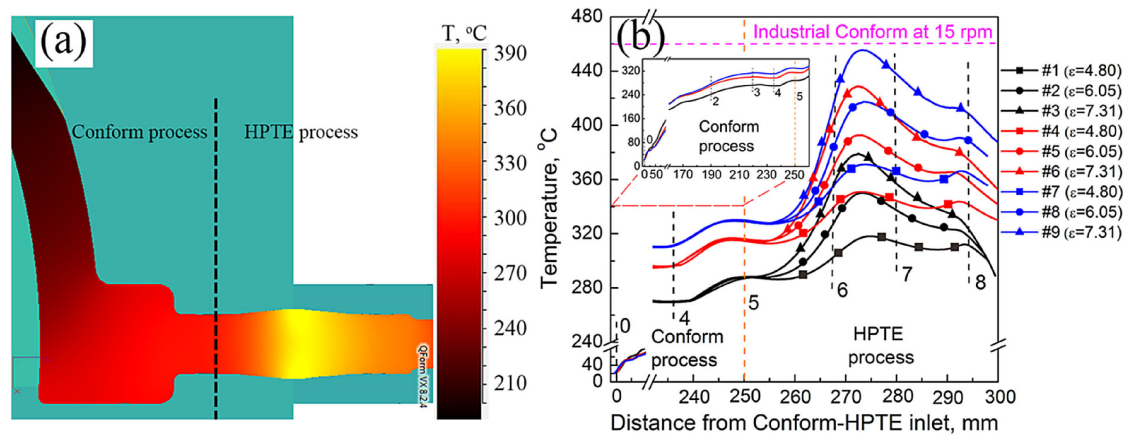 (a)
T, °C
390
360
330
300
270
240
210
Conform process
HPTE process
QForm VX 8.2.4
(b)
Industrial Conform at 15 rpm
480
440
400
360
320
280
240
40
0
Temperature, °C
320
240
160
80
0
0
2
3
4
5
Conform
process
0 50
170
190
210
230
250
0
4
5
6
7
8
Conform
process
HPTE
process
0
240
250
260
270
280
290
300
Distance from Conform-HPTE inlet, mm
#1 (ε=4.80)
#2 (ε=6.05)
#3 (ε=7.31)
#4 (ε=4.80)
#5 (ε=6.05)
#6 (ε=7.31)
#7 (ε=4.80)
#8 (ε=6.05)
#9 (ε=7.31)